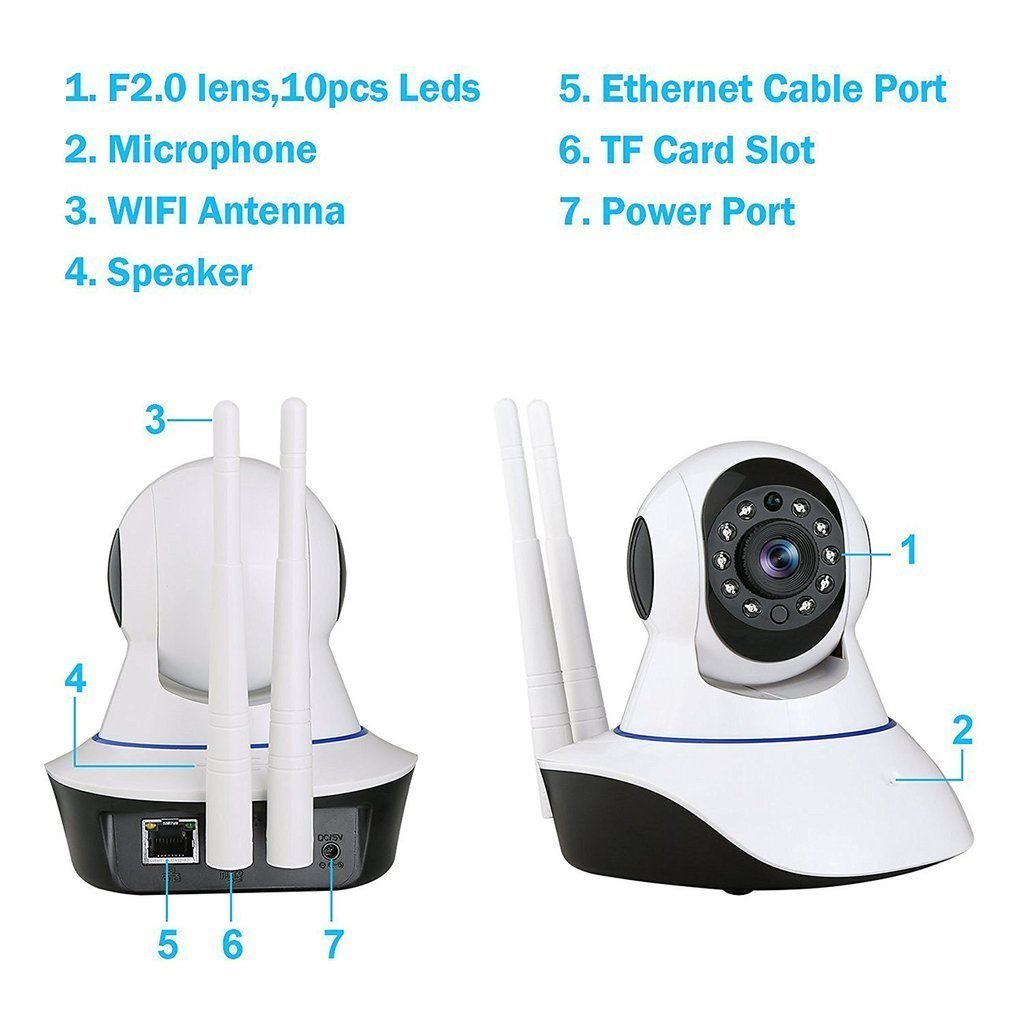 1. F2.0 lens,10pcs Leds
2. Microphone
3. WIFI Antenna
4. Speaker
5. Ethernet Cable Port
6. TF Card Slot
7. Power Port
3
1
4
2
DC/5V
5
6
7